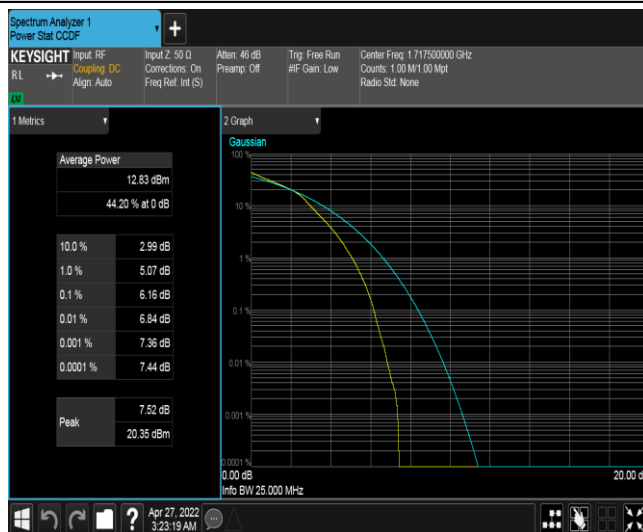 Spectrum Analyzer 1
Power Stat CCDF
+
KEYSIGHT
RL
LXI
Input: RF
Coupling: DC
Align: Auto
Input Z: 50 Ω
Corrections: On
Freq Ref: Int (S)
Atten: 46 dB
Preamp: Off
Trig: Free Run
#IF Gain: Low
Center Freq: 1.717500000 GHz
Counts: 1.00 M/1.00 Mpt
Radio Std: None
1 Metrics
Average Power
12.83 dBm
44.20 % at 0 dB
10.0 % 2.99 dB
1.0 % 5.07 dB
0.1 % 6.16 dB
0.01 % 6.84 dB
0.001 % 7.36 dB
0.0001 % 7.44 dB
Peak
7.52 dB
20.35 dBm
2 Graph
Gaussian
100 %
10 %
1 %
0.1 %
0.01 %
0.001 %
0.0001 %
0.00 dB
20.00 d
Info BW 25.000 MHz
?
Apr 27, 2022
3:23:19 AM